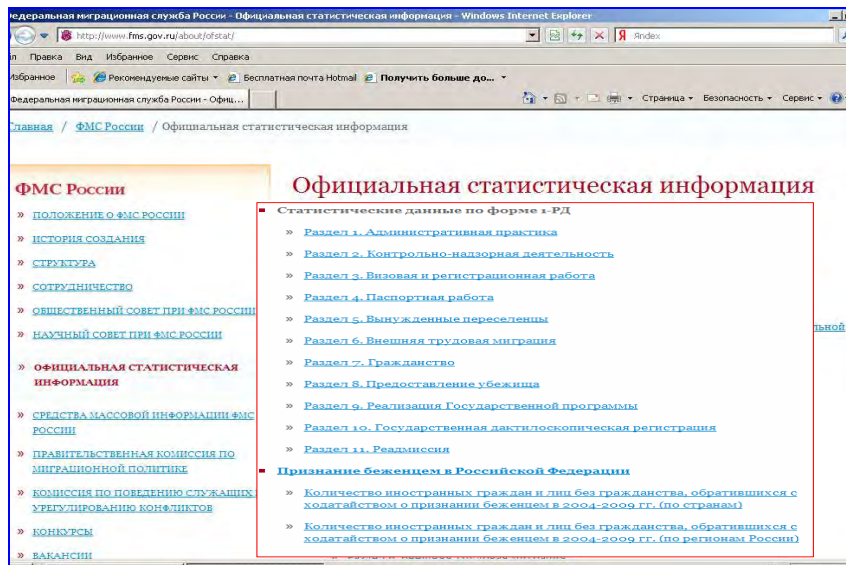 Федеральная миграционная служба России - Официальная статистическая информация - Windows Internet Explorer
http://www.fms.gov.ru/about/ofstat/
Яndex
Правка Вид Избранное Сервис Справка
Избранное Рекомендуемые сайты Бесплатная почта Hotmail Получить больше до...
Федеральная миграционная служба России - Офиц...
Страница Безопасность Сервис
Главная / ФМС России / Официальная статистическая информация
ФМС России
» ПОЛОЖЕНИЕ О ФМС РОССИИ
» ИСТОРИЯ СОЗДАНИЯ
» СТРУКТУРА
» СОТРУДНИЧЕСТВО
» ОБЩЕСТВЕННЫЙ СОВЕТ ПРИ ФМС РОССИИ
» НАУЧНЫЙ СОВЕТ ПРИ ФМС РОССИИ
» ОФИЦИАЛЬНАЯ СТАТИСТИЧЕСКАЯ
ИНФОРМАЦИЯ
» СРЕДСТВА МАССОВОЙ ИНФОРМАЦИИ ФМС
РОССИИ
» ПРАВИТЕЛЬСТВЕННАЯ КОМИССИЯ ПО
МИГРАЦИОННОЙ ПОЛИТИКЕ
» КОМИССИЯ ПО ПОВЕДЕНИЮ СЛУЖАЩИХ
УРЕГУЛИРОВАНИЮ КОНФЛИКТОВ
» КОНКУРСЫ
» ВАКАНСИИ
Официальная статистическая информация
Статистические данные по форме 1-РД
» Раздел 1. Административная практика
» Раздел 2. Контрольно-надзорная деятельность
» Раздел 3. Визовая и регистрационная работа
» Раздел 4. Паспортная работа
» Раздел 5. Вынужденные переселенцы
» Раздел 6. Внешняя трудовая миграция
» Раздел 7. Гражданство
» Раздел 8. Предоставление убежища
» Раздел 9. Реализация Государственной программы
» Раздел 10. Государственная дактилоскопическая регистрация
» Раздел 11. Реадмиссия
Признание беженцем в Российской Федерации
» Количество иностранных граждан и лиц без гражданства, обратившихся с
ходатайством о признании беженцем в 2004-2009 гг. (по странам)
» Количество иностранных граждан и лиц без гражданства, обратившихся с
ходатайством о признании беженцем в 2004-2009 гг. (по регионам России)